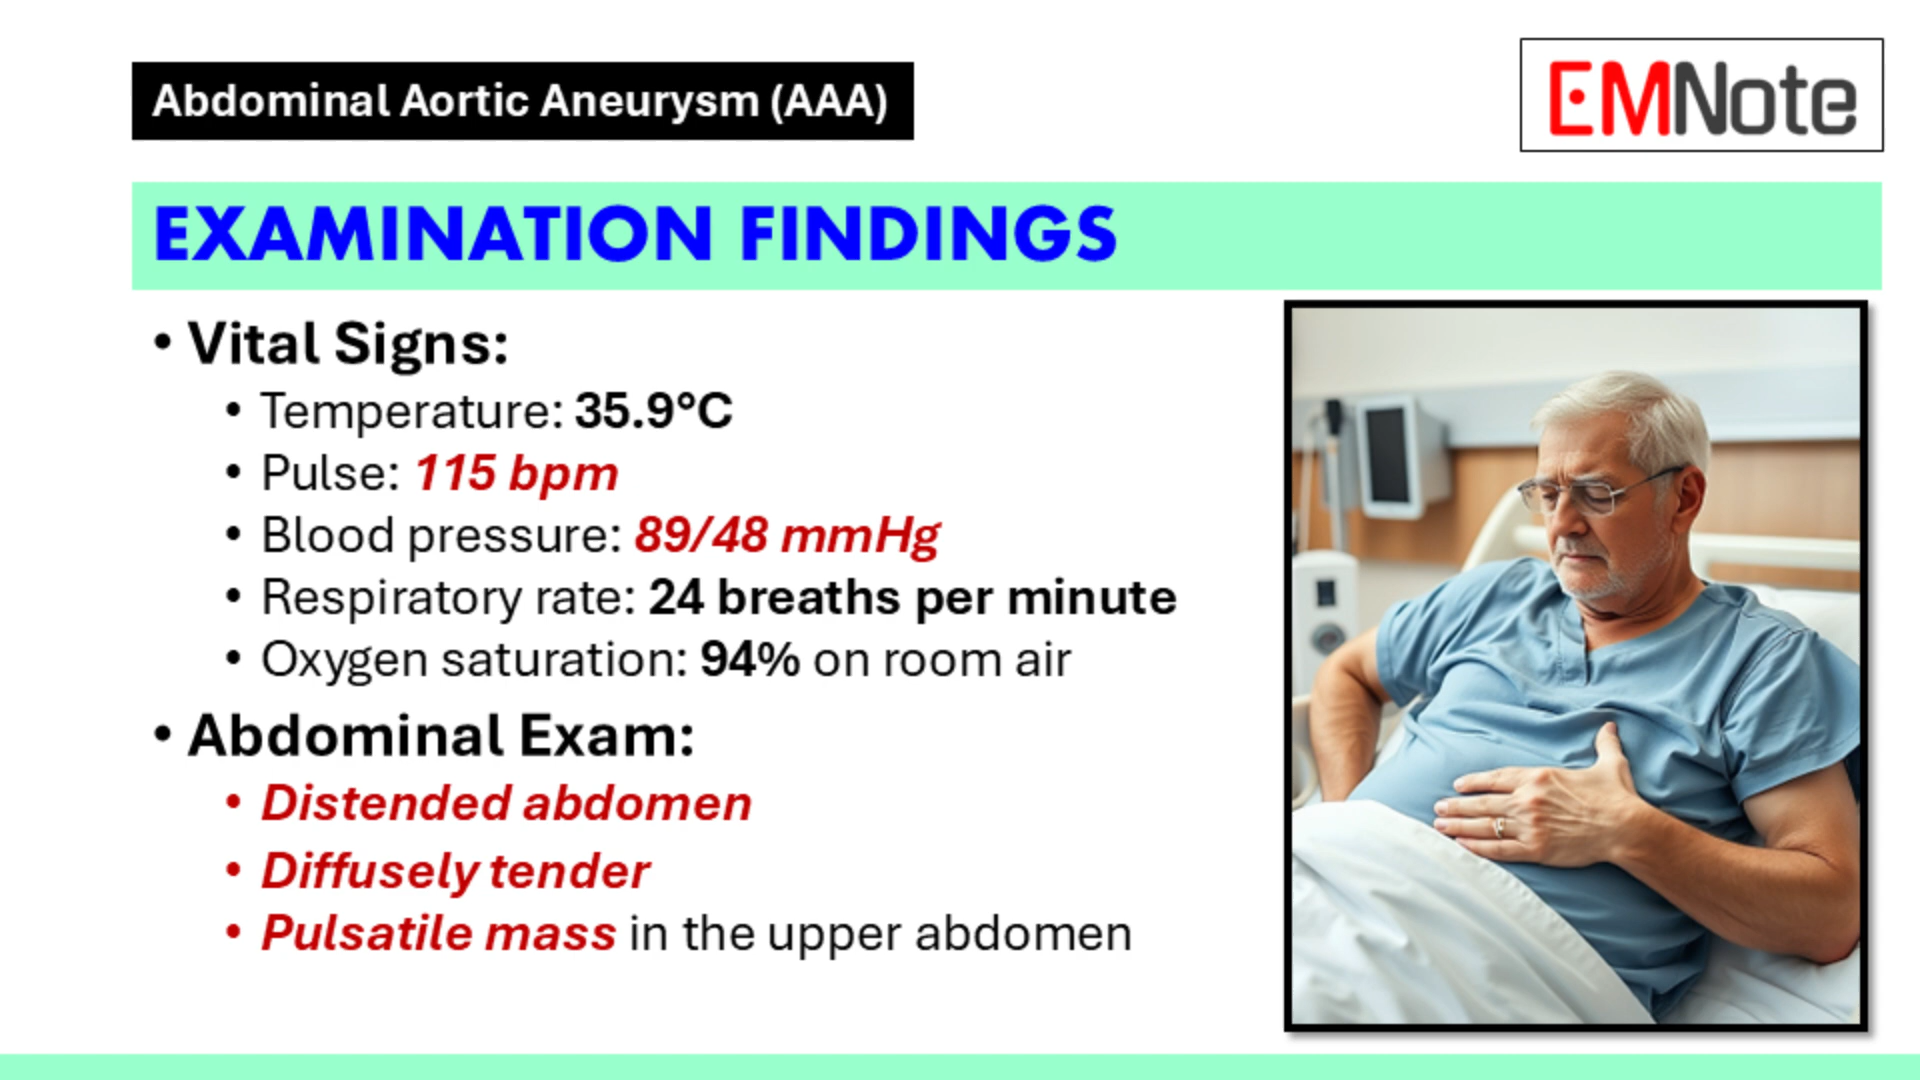 Abdominal Aortic Aneurysm (AAA)
EMNote
EXAMINATION FINDINGS
• Vital Signs:
• Temperature: 35.9°C
• Pulse: 115 bpm
• Blood pressure: 89/48 mmHg
• Respiratory rate: 24 breaths per minute
• Oxygen saturation: 94% on room air
• Abdominal Exam:
• Distended abdomen
• Diffusely tender
• Pulsatile mass in the upper abdomen